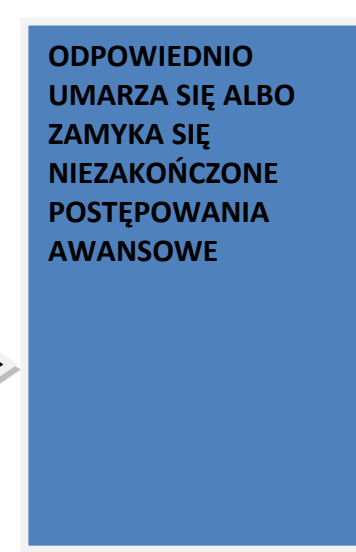 ODPOWIEDNIO
UMARZA SIĘ ALBO
ZAMYKA SIĘ
NIEZAKOŃCZONE
POSTĘPOWANIA
AWANSOWE